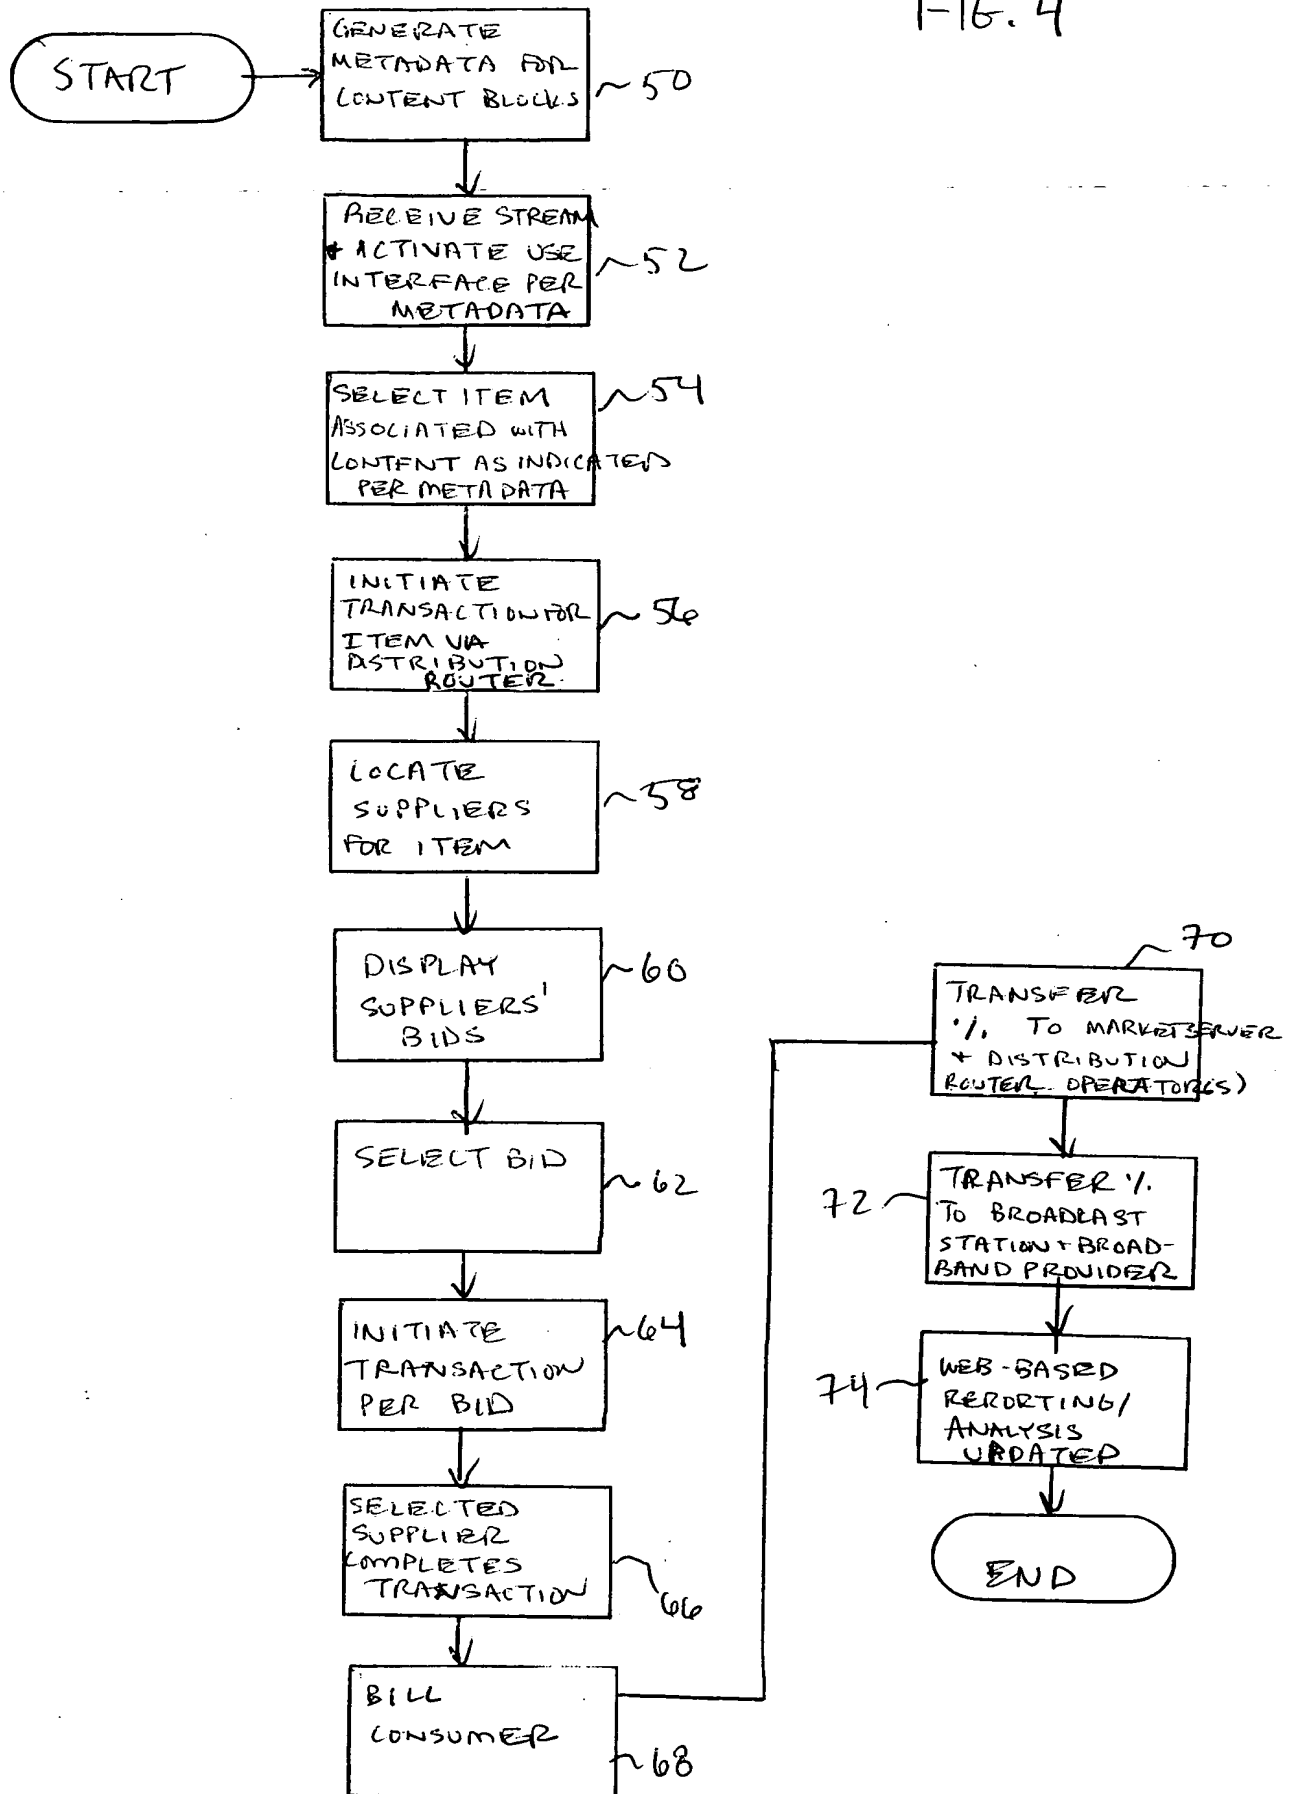 FIG. 4
START
GENERATE
METADATA FOR
CONTENT BLOCKS
50
RECEIVE STREAM
+ ACTIVATE USE
INTERFACE PER
METADATA
52
SELECT ITEM
ASSOCIATED WITH
CONTENT AS INDICATED
PER METADATA
54
INITIATE
TRANSACTION FOR
ITEM VIA
DISTRIBUTION
ROUTER
56
LOCATE
SUPPLIERS
FOR ITEM
58
DISPLAY
SUPPLIERS'
BIDS
60
SELECT BID
62
INITIATE
TRANSACTION
PER BID
64
SELECTED
SUPPLIER
COMPLETES
TRANSACTION
66
BILL
CONSUMER
68
70
TRANSFER
% TO MARKETSERVER
+ DISTRIBUTION
ROUTER OPERATOR(S)
72
TRANSFER %
TO BROADCAST
STATION + BROAD-
BAND PROVIDER
74
WEB-BASED
REPORTING/
ANALYSIS
UPDATED
END